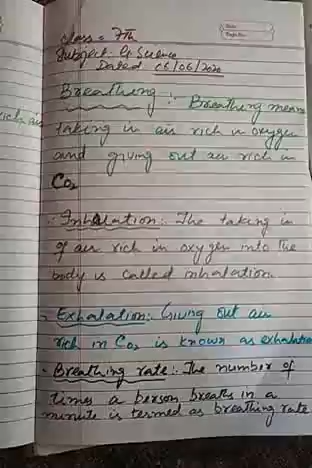 class = 7th
Subject: G Science
Dated 06/06/2020
Breathing :- Breathing means
taking in air rich in oxygen
and giving out air rich in
Co2
Inhalation:- The taking in
of air rich in oxygen into the
body is called inhalation.
Exhalation:- Giving out air
rich in Co2 is known as exhalation
Breathing rate:- The number of
times a person breaths in a
minute is termed as breathing rate